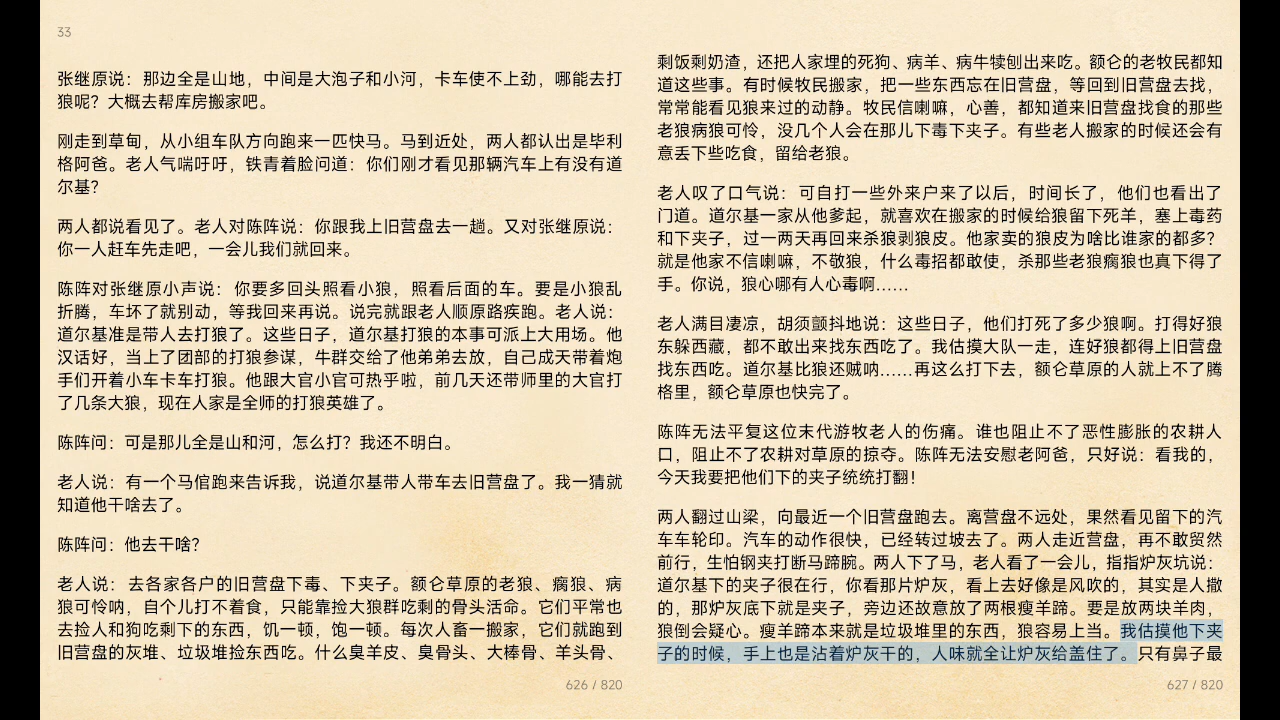 33
张继原说：那边全是山地，中间是大泡子和小河，卡车使不上劲，哪能去打
狼呢？大概去帮库房搬家吧。
刚走到草甸，从小组车队方向跑来一匹快马。马到近处，两人都认出是毕利
格阿爸。老人气喘吁吁，铁青着脸问道：你们刚才看见那辆汽车上有没有道
尔基？
两人都说看见了。老人对陈阵说：你跟我上旧营盘去一趟。又对张继原说：
你一人赶车先走吧，一会儿我们就回来。
陈阵对张继原小声说：你要多回头照看小狼，照看后面的车。要是小狼乱
折腾，车坏了就别动，等我回来再说。说完就跟老人顺原路疾跑。老人说：
道尔基准是带人去打狼了。这些日子，道尔基打狼的本事可派上大用场。他
汉话好，当上了团部的打狼参谋，牛群交给了他弟弟去放，自己成天带着炮
手们开着小车卡车打狼。他跟大官小官可热乎啦，前几天还带师里的大官打
了几条大狼，现在人家是全师的打狼英雄了。
陈阵问：可是那儿全是山和河，怎么打？我还不明白。
老人说：有一个马倌跑来告诉我，说道尔基带人带车去旧营盘了。我一猜就
知道他干啥去了。
陈阵问：他去干啥？
老人说：去各家各户的旧营盘下毒、下夹子。额仑草原的老狼、瘸狼、病
狼可怜呐，自个儿打不着食，只能靠捡大狼群吃剩的骨头活命。它们平常也
去捡人和狗吃剩下的东西，饥一顿，饱一顿。每次人畜一搬家，它们就跑到
旧营盘的灰堆、垃圾堆捡东西吃。什么臭羊皮、臭骨头、大棒骨、羊头骨、
626 / 820
剩饭剩奶渣，还把人家埋的死狗、病羊、病牛犊刨出来吃。额仑的老牧民都知
道这些事。有时候牧民搬家，把一些东西忘在旧营盘，等回到旧营盘去找，
常常能看见狼来过的动静。牧民信喇嘛，心善，都知道来旧营盘找食的那些
老狼病狼可怜，没几个人会在那儿下毒下夹子。有些老人搬家的时候还会有
意丢下些吃食，留给老狼。
老人叹了口气说：可自打一些外来户来了以后，时间长了，他们也看出了
门道。道尔基一家从他爹起，就喜欢在搬家的时候给狼留下死羊，塞上毒药
和下夹子，过一两天再回来杀狼剥狼皮。他家卖的狼皮为啥比谁家的都多？
就是他家不信喇嘛，不敬狼，什么毒招都敢使，杀那些老狼瘸狼也真下得了
手。你说，狼心哪有人心毒啊……
老人满目凄凉，胡须颤抖地说：这些日子，他们打死了多少狼啊。打得好狼
东躲西藏，都不敢出来找东西吃了。我估摸大队一走，连好狼都得上旧营盘
找东西吃。道尔基比狼还贼呐……再这么打下去，额仑草原的人就上不了腾
格里，额仑草原也快完了。
陈阵无法平复这位末代游牧老人的伤痛。谁也阻止不了恶性膨胀的农耕人
口，阻止不了农耕对草原的掠夺。陈阵无法安慰老阿爸，只好说：看我的，
今天我要把他们下的夹子统统打翻！
两人翻过山梁，向最近一个旧营盘跑去。离营盘不远处，果然看见留下的汽
车车轮印。汽车的动作很快，已经转过坡去了。两人走近营盘，再不敢贸然
前行，生怕钢夹打断马蹄腕。两人下了马，老人看了一会儿，指指炉灰坑说：
道尔基下的夹子很在行，你看那片炉灰，看上去好像是风吹的，其实是人撒
的，那炉灰底下就是夹子，旁边还故意放了两根瘦羊蹄。要是放两块羊肉，
狼倒会疑心。瘦羊蹄本来就是垃圾堆里的东西，狼容易上当。我估摸他下夹
子的时候，手上也是沾着炉灰干的，人味就全让炉灰给盖住了。只有鼻子最
627 / 820